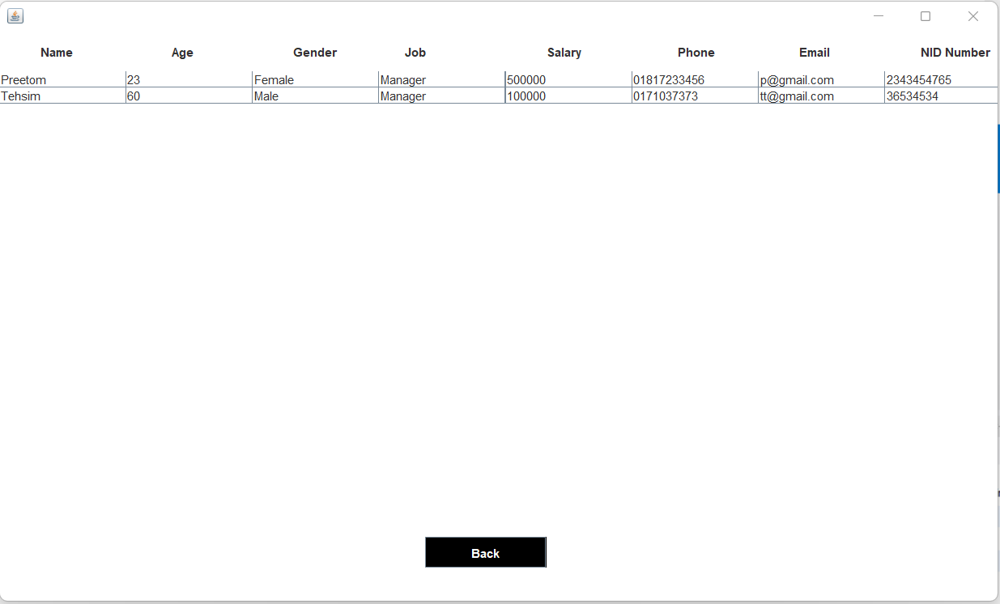 Name Age Gender Job Salary Phone Email NID Number
Preetom 23 Female Manager 500000 01817233456 p@gmail.com 2343454765
Tehsim 60 Male Manager 100000 0171037373 tt@gmail.com 36534534
Back